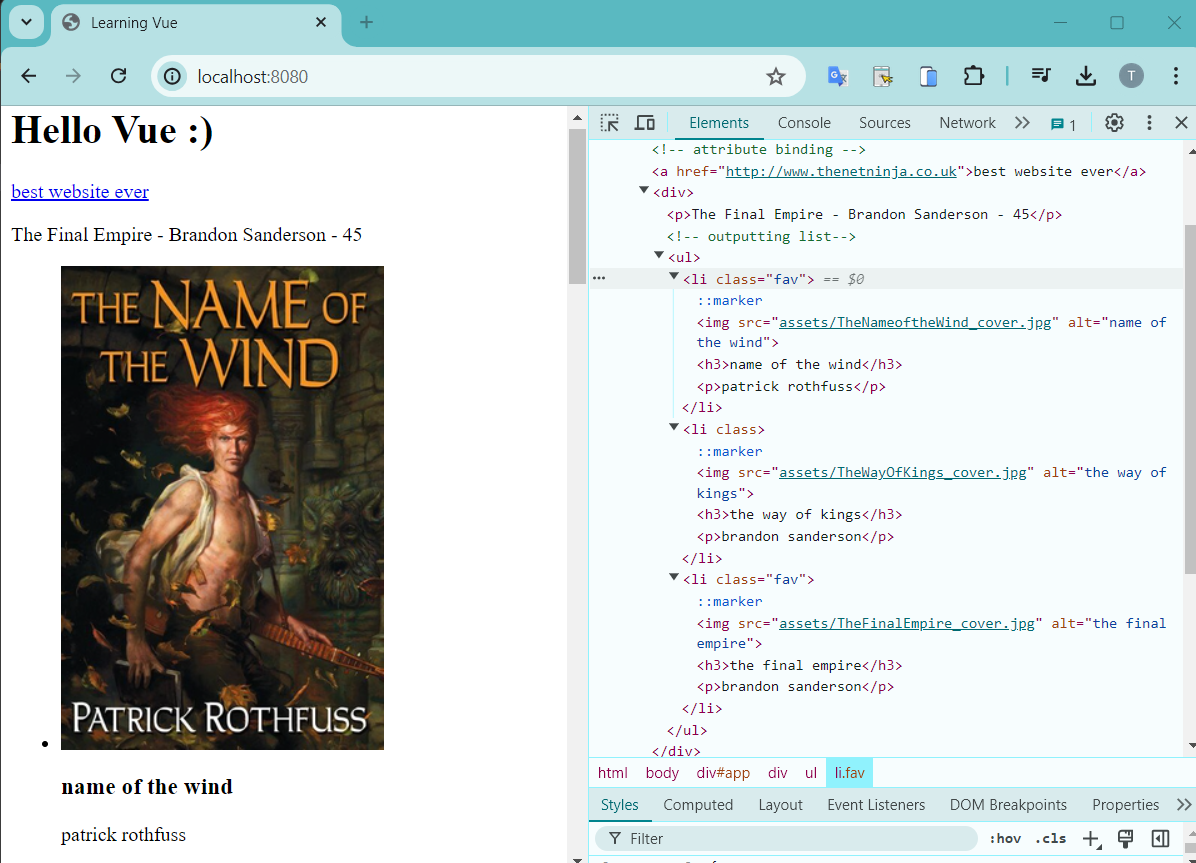 Learning Vue
localhost:8080
T
Hello Vue :)
best website ever
The Final Empire - Brandon Sanderson - 45
THE NAME OF
THE WIND
PATRICK ROTHFUSS
name of the wind
patrick rothfuss
Elements Console Sources Network 1
<!-- attribute binding -->
<a href="http://www.thenetninja.co.uk">best website ever</a>
<div>
<p>The Final Empire - Brandon Sanderson - 45</p>
<!-- outputting list-->
<ul>
<li class="fav"> == $0
::marker
<img src="assets/TheNameoftheWind_cover.jpg" alt="name of
the wind">
<h3>name of the wind</h3>
<p>patrick rothfuss</p>
</li>
<li class>
::marker
<img src="assets/TheWayOfKings_cover.jpg" alt="the way of
kings">
<h3>the way of kings</h3>
<p>brandon sanderson</p>
</li>
<li class="fav">
::marker
<img src="assets/TheFinalEmpire_cover.jpg" alt="the final
empire">
<h3>the final empire</h3>
<p>brandon sanderson</p>
</li>
</ul>
</div>
html body div#app div ul li.fav
Styles Computed Layout Event Listeners DOM Breakpoints Properties
Filter :hov .cls